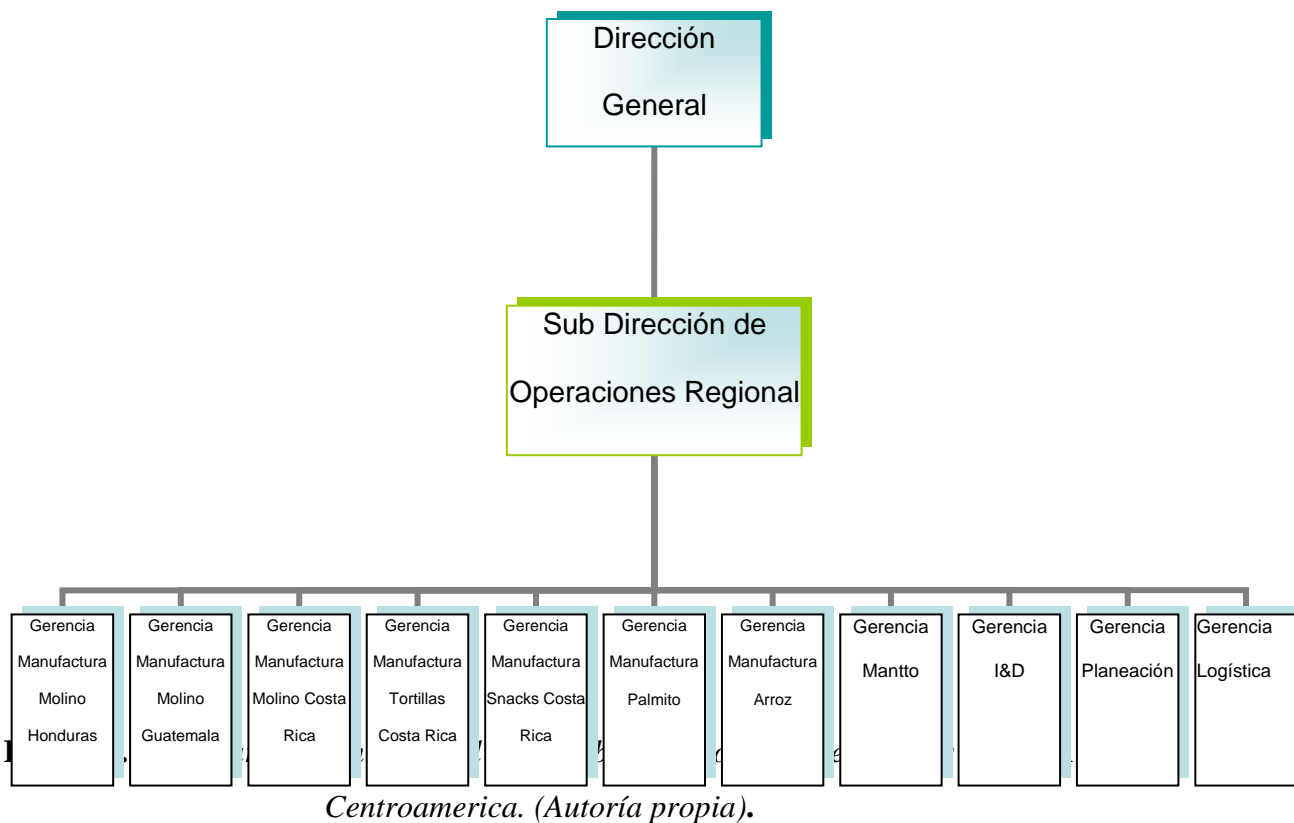 Dirección
General
Sub Dirección de
Operaciones Regional
Gerencia
Manufactura
Molino
Honduras
Gerencia
Manufactura
Molino
Guatemala
Gerencia
Manufactura
Molino Costa
Rica
Gerencia
Manufactura
Tortillas
Costa Rica
Gerencia
Manufactura
Snacks Costa
Rica
Gerencia
Manufactura
Palmito
Gerencia
Manufactura
Arroz
Gerencia
Mantto
Gerencia
I&D
Gerencia
Planeación
Gerencia
Logística
Centroamerica. (Autoría propia).